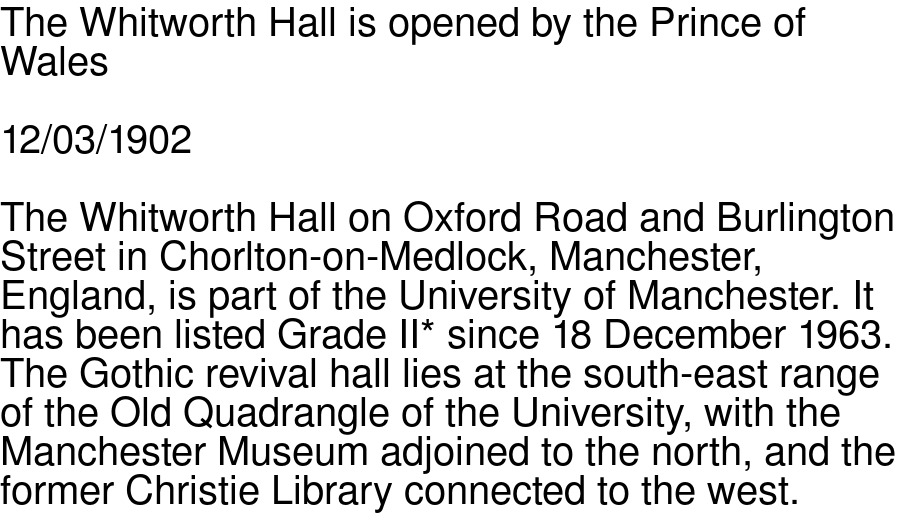 The Whitworth Hall is opened by the Prince of
Wales
12/03/1902
The Whitworth Hall on Oxford Road and Burlington
Street in Chorlton-on-Medlock, Manchester,
England, is part of the University of Manchester. It
has been listed Grade II* since 18 December 1963.
The Gothic revival hall lies at the south-east range
of the Old Quadrangle of the University, with the
Manchester Museum adjoined to the north, and the
former Christie Library connected to the west.